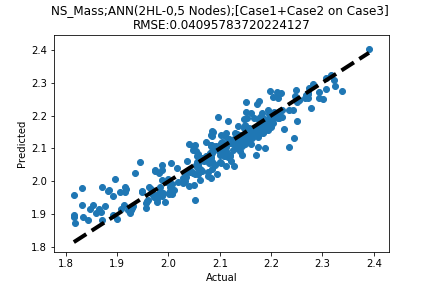 NS_Mass;ANN(2HL-0,5 Nodes);[Case1+Case2 on Case3]
RMSE:0.04095783720224127
2.4
2.3
2.2
2.1
2.0
1.9
1.8
Predicted
1.8 1.9 2.0 2.1 2.2 2.3 2.4
Actual